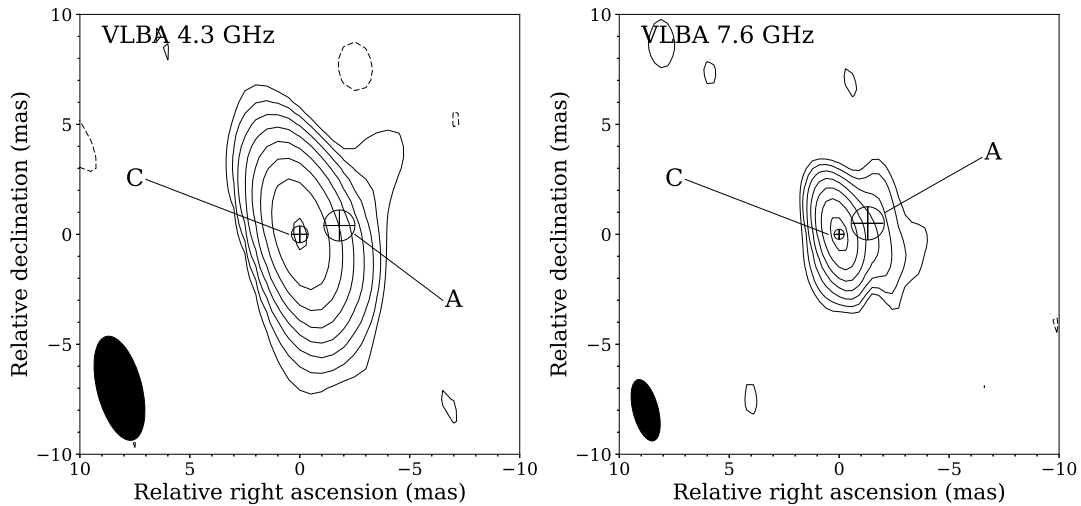 VLBA 4.3 GHz
C
A
10
5
0
−5
−10
10
5
0
−5
−10
Relative declination (mas)
Relative right ascension (mas)
VLBA 7.6 GHz
C
A
10
5
0
−5
−10
10
5
0
−5
−10
Relative declination (mas)
Relative right ascension (mas)